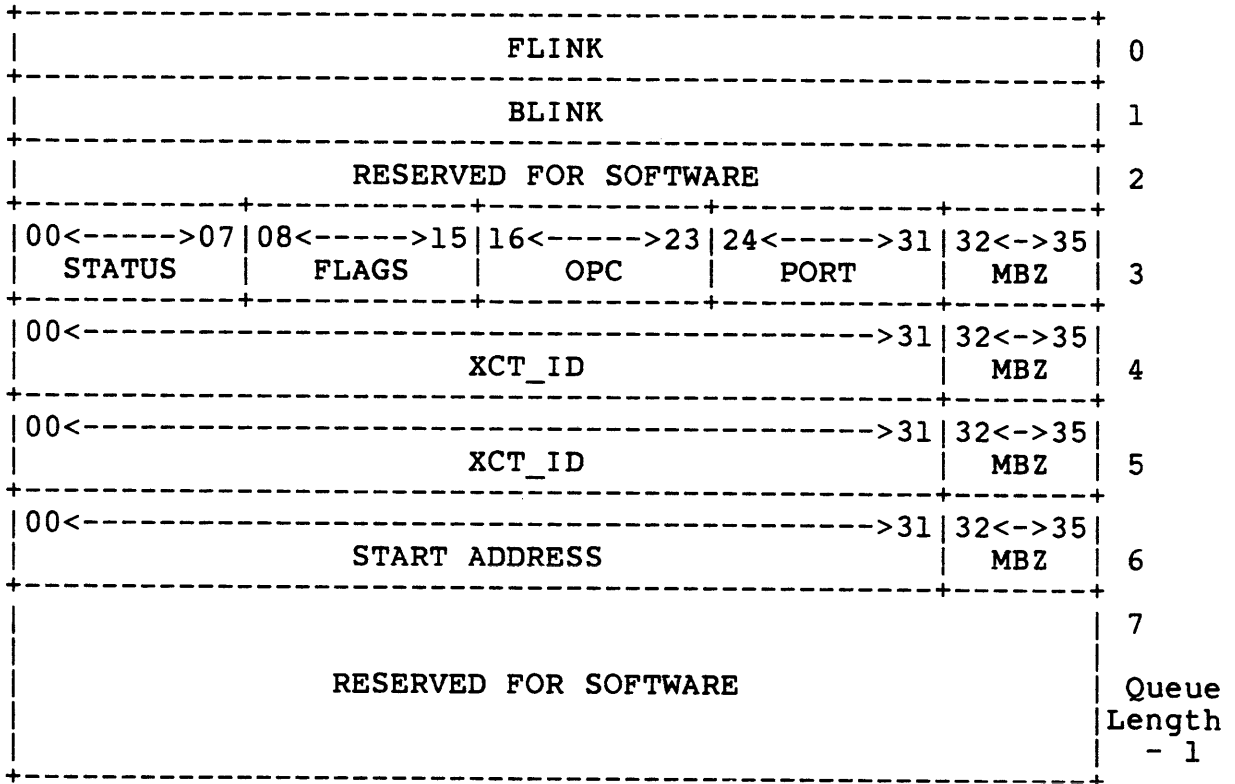 +---------------------------------------------------------------------+
| FLINK | 0
+---------------------------------------------------------------------+
| BLINK | 1
+---------------------------------------------------------------------+
| RESERVED FOR SOFTWARE | 2
+--------------+--------------+--------------+--------------+---------+
|00<----->07|08<----->15|16<----->23|24<----->31|32<->35|
| STATUS | FLAGS | OPC | PORT | MBZ | 3
+--------------+--------------+--------------+--------------+---------+
|00<------------------------------------------------->31|32<->35|
| XCT_ID | MBZ | 4
+-----------------------------------------------------------+---------+
|00<------------------------------------------------->31|32<->35|
| XCT_ID | MBZ | 5
+-----------------------------------------------------------+---------+
|00<------------------------------------------------->31|32<->35|
| START ADDRESS | MBZ | 6
+-----------------------------------------------------------+---------+
| | 7
| RESERVED FOR SOFTWARE | Queue
| |Length
| | - 1
+---------------------------------------------------------------------+